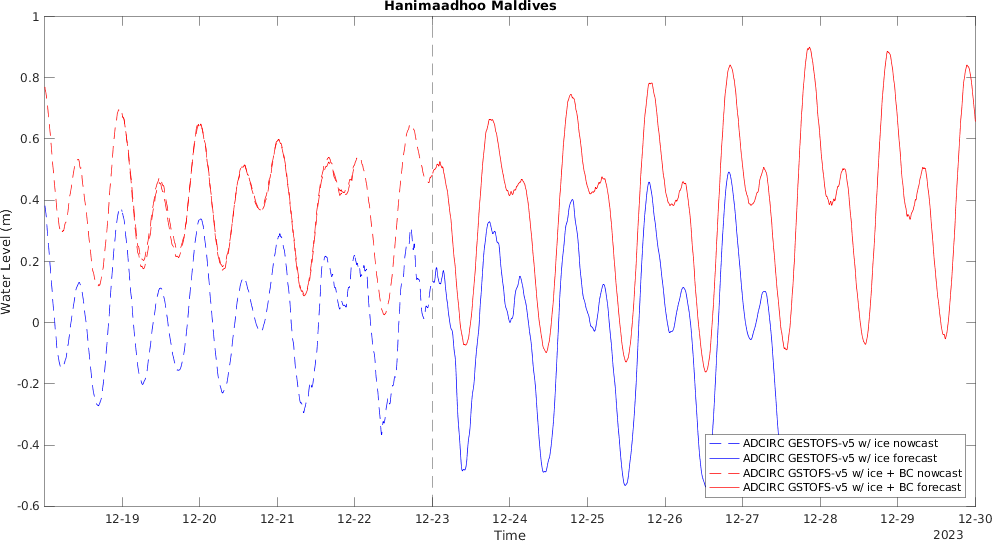 Hanimaadhoo Maldives
Water Level (m)
1
0.8
0.6
0.4
0.2
0
-0.2
-0.4
-0.6
ADCIRC GESTOFS-v5 w/ ice nowcast
ADCIRC GESTOFS-v5 w/ ice forecast
ADCIRC GSTOFS-v5 w/ ice + BC nowcast
ADCIRC GSTOFS-v5 w/ ice + BC forecast
12-19 12-20 12-21 12-22 12-23 12-24 12-25 12-26 12-27 12-28 12-29 12-30
Time
2023